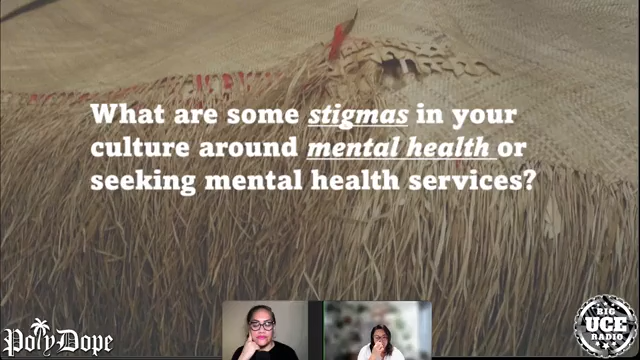 What are some stigmas in your
culture around mental health or
seeking mental health services?
PolyDope
BIG
UCE
RADIO